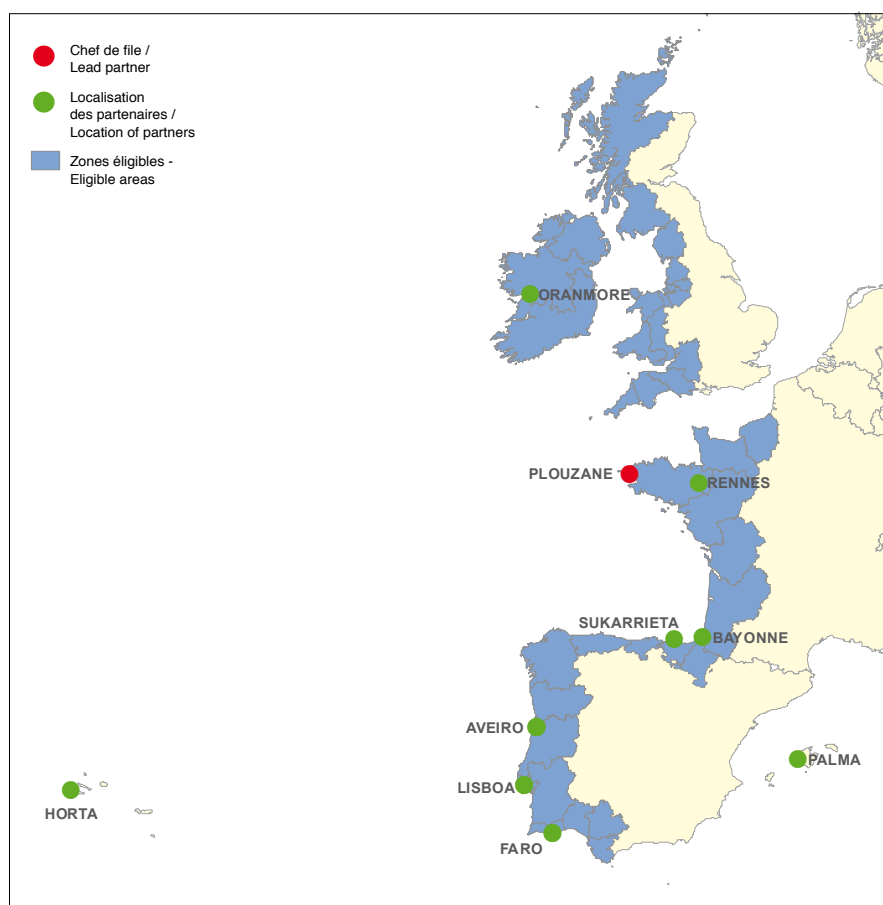 Chef de file /
Lead partner
Localisation
des partenaires /
Location of partners
Zones éligibles -
Eligible areas
ORANMORE
PLOUZANE
RENNES
SUKARRIETA
BAYONNE
AVEIRO
PALMA
LISBOA
HORTA
FARO